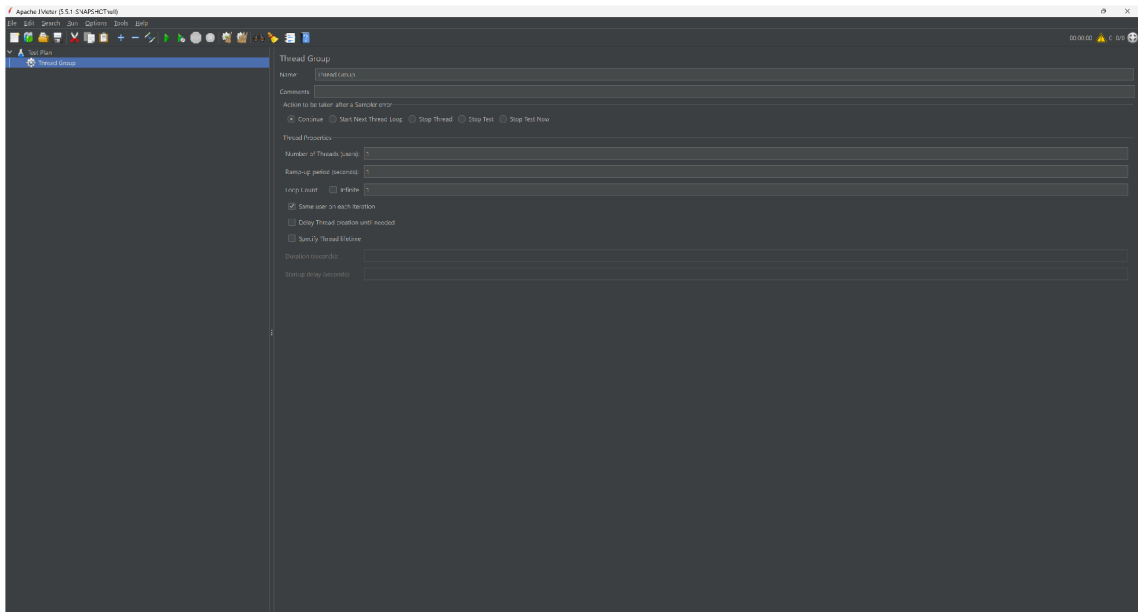 Apache JMeter (5.5.1-SNAPSHOT
File Edit Search Run Options Tools Help
00:00:00 0 0/0
Test Plan
Thread Group
Thread Group
Name: Thread Group
Comments
Action to be taken after a Sampler error
Continue Start Next Thread Loop Stop Thread Stop Test Stop Test Now
Thread Properties
Number of Threads (users): 1
Ramp-up period (seconds): 1
Loop Count: Infinite 1
Same user on each iteration
Delay Thread creation until needed
Specify Thread lifetime
Duration (seconds):
Startup delay (seconds):